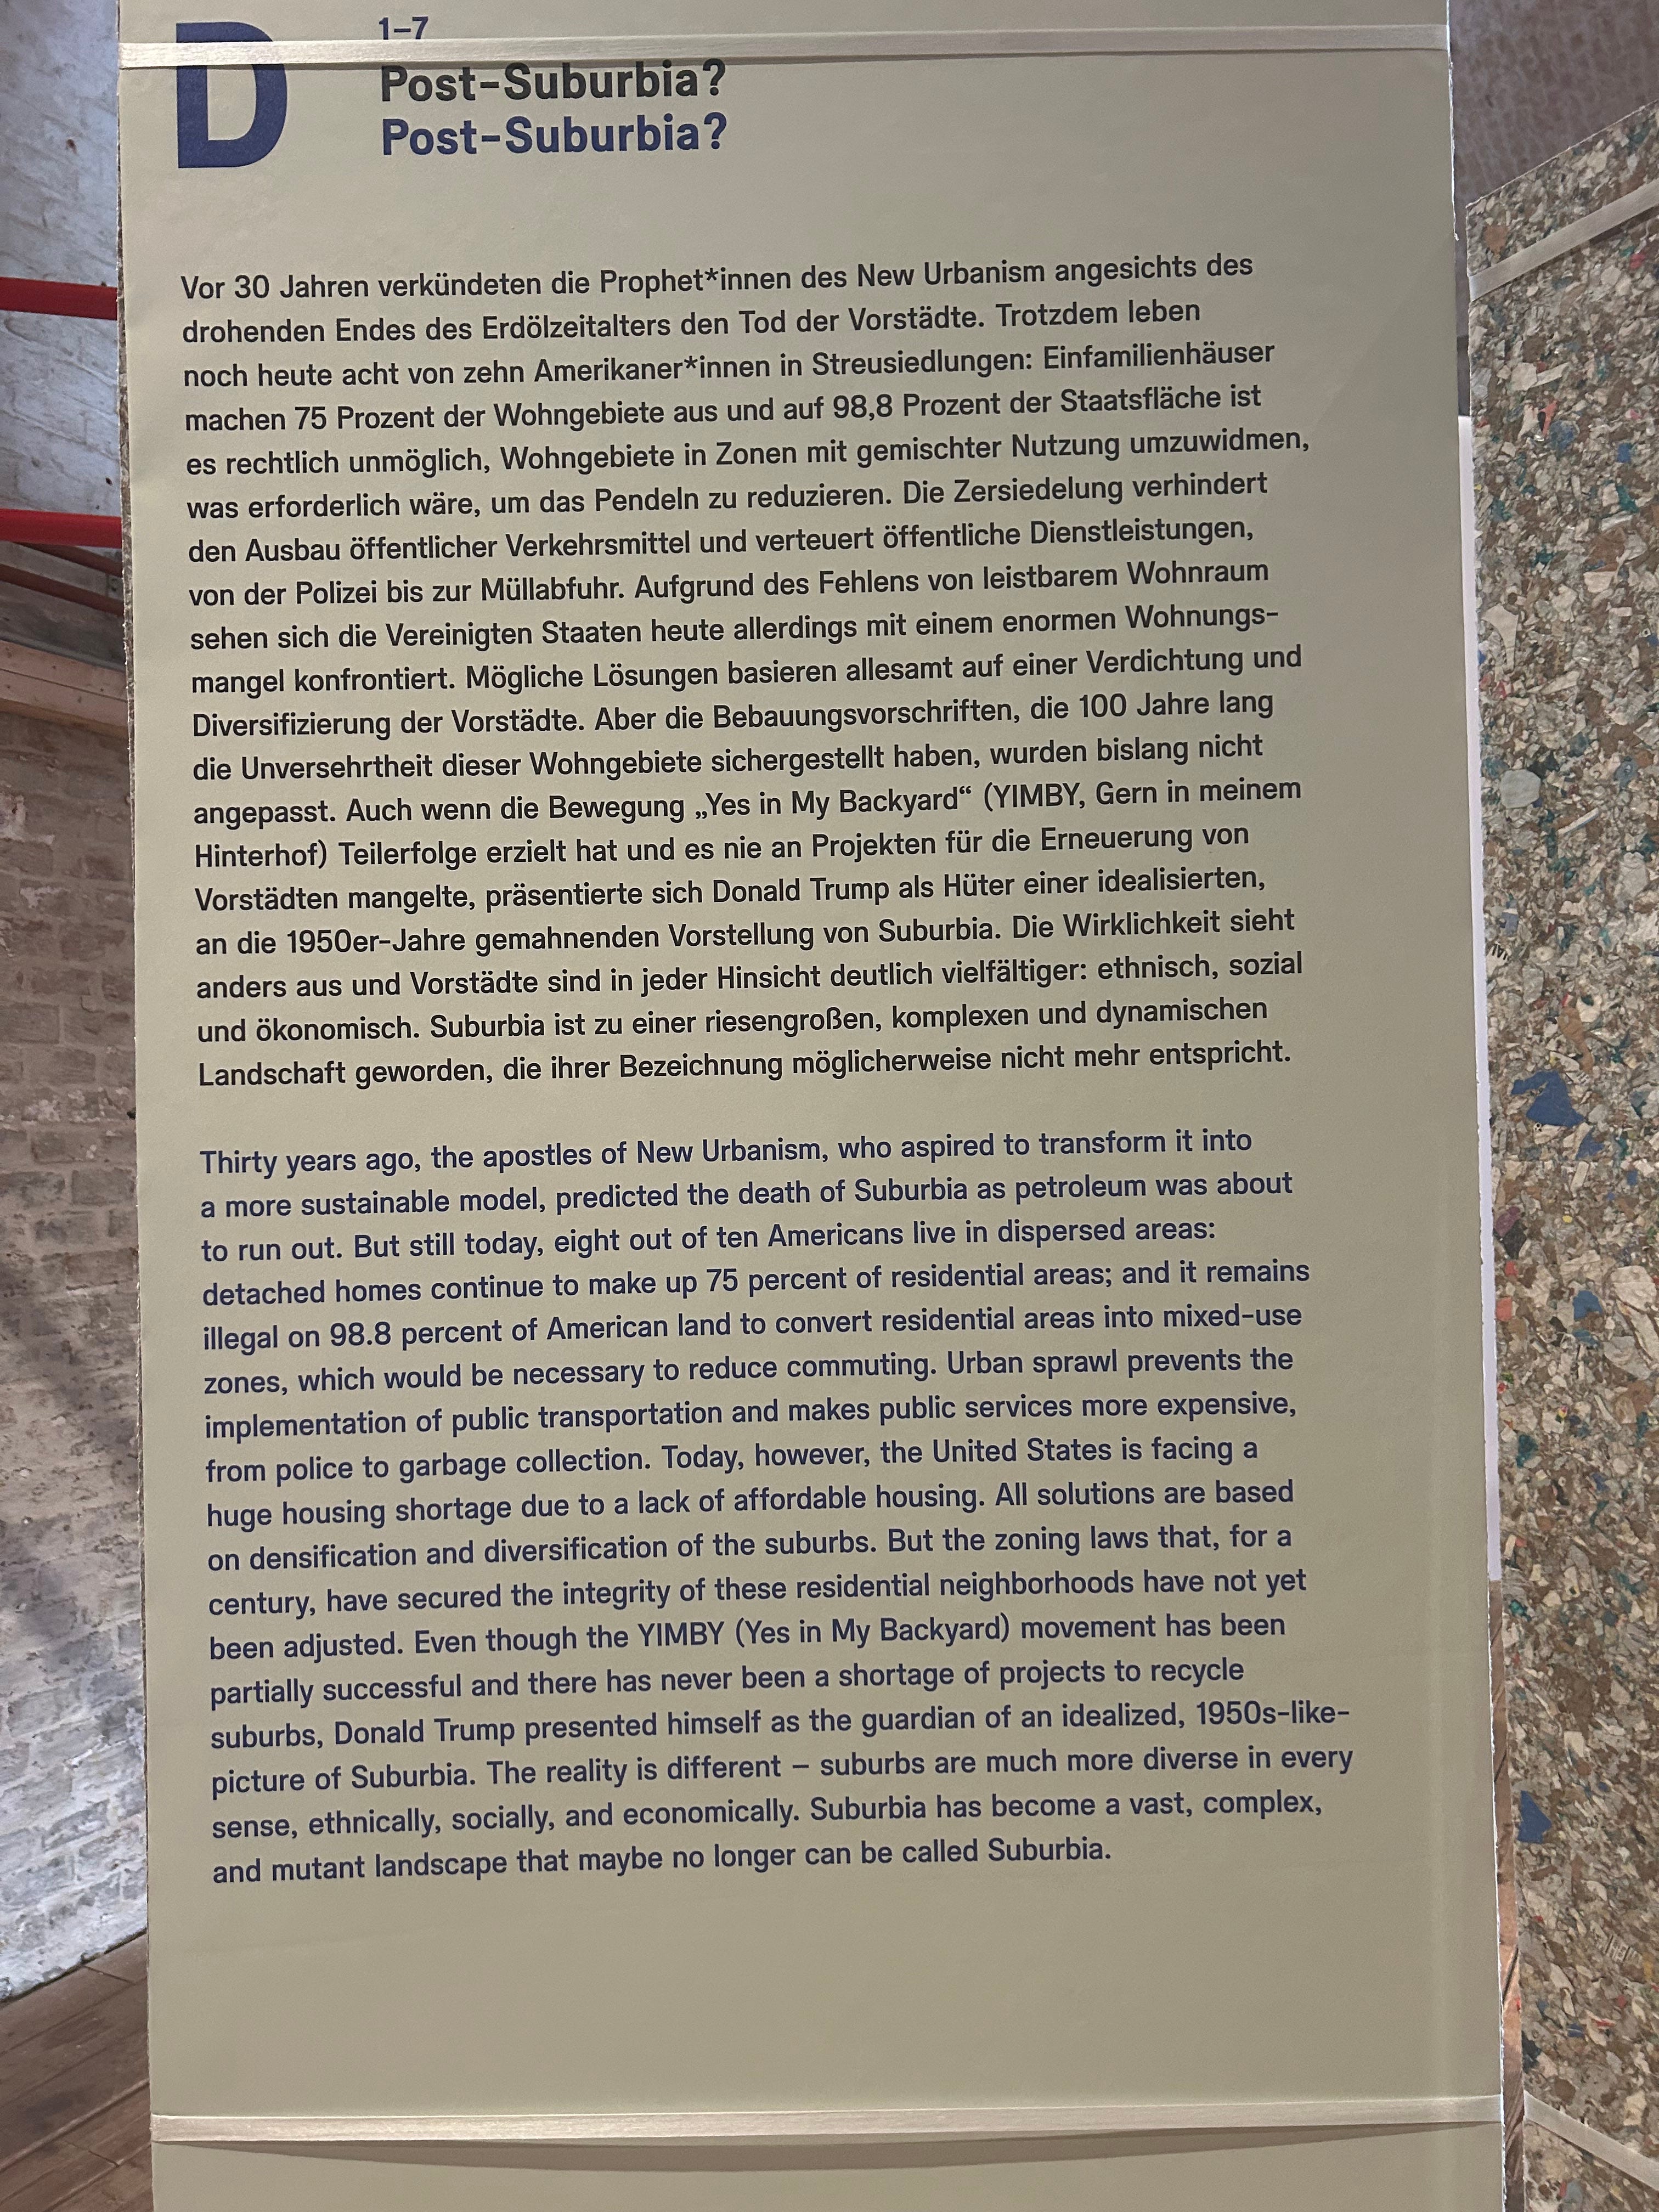 D
1–7
Post-Suburbia?
Post-Suburbia?
Vor 30 Jahren verkündeten die Prophet*innen des New Urbanism angesichts des
drohenden Endes des Erdölzeitalters den Tod der Vorstädte. Trotzdem leben
noch heute acht von zehn Amerikaner*innen in Streusiedlungen: Einfamilienhäuser
machen 75 Prozent der Wohngebiete aus und auf 98,8 Prozent der Staatsfläche ist
es rechtlich unmöglich, Wohngebiete in Zonen mit gemischter Nutzung umzuwidmen,
was erforderlich wäre, um das Pendeln zu reduzieren. Die Zersiedelung verhindert
den Ausbau öffentlicher Verkehrsmittel und verteuert öffentliche Dienstleistungen,
von der Polizei bis zur Müllabfuhr. Aufgrund des Fehlens von leistbarem Wohnraum
sehen sich die Vereinigten Staaten heute allerdings mit einem enormen Wohnungs-
mangel konfrontiert. Mögliche Lösungen basieren allesamt auf einer Verdichtung und
Diversifizierung der Vorstädte. Aber die Bebauungsvorschriften, die 100 Jahre lang
die Unversehrtheit dieser Wohngebiete sichergestellt haben, wurden bislang nicht
angepasst. Auch wenn die Bewegung „Yes in My Backyard“ (YIMBY, Gern in meinem
Hinterhof) Teilerfolge erzielt hat und es nie an Projekten für die Erneuerung von
Vorstädten mangelte, präsentierte sich Donald Trump als Hüter einer idealisierten,
an die 1950er-Jahre gemahnenden Vorstellung von Suburbia. Die Wirklichkeit sieht
anders aus und Vorstädte sind in jeder Hinsicht deutlich vielfältiger: ethnisch, sozial
und ökonomisch. Suburbia ist zu einer riesengroßen, komplexen und dynamischen
Landschaft geworden, die ihrer Bezeichnung möglicherweise nicht mehr entspricht.
Thirty years ago, the apostles of New Urbanism, who aspired to transform it into
a more sustainable model, predicted the death of Suburbia as petroleum was about
to run out. But still today, eight out of ten Americans live in dispersed areas:
detached homes continue to make up 75 percent of residential areas; and it remains
illegal on 98.8 percent of American land to convert residential areas into mixed-use
zones, which would be necessary to reduce commuting. Urban sprawl prevents the
implementation of public transportation and makes public services more expensive,
from police to garbage collection. Today, however, the United States is facing a
huge housing shortage due to a lack of affordable housing. All solutions are based
on densification and diversification of the suburbs. But the zoning laws that, for a
century, have secured the integrity of these residential neighborhoods have not yet
been adjusted. Even though the YIMBY (Yes in My Backyard) movement has been
partially successful and there has never been a shortage of projects to recycle
suburbs, Donald Trump presented himself as the guardian of an idealized, 1950s-like-
picture of Suburbia. The reality is different – suburbs are much more diverse in every
sense, ethnically, socially, and economically. Suburbia has become a vast, complex,
and mutant landscape that maybe no longer can be called Suburbia.